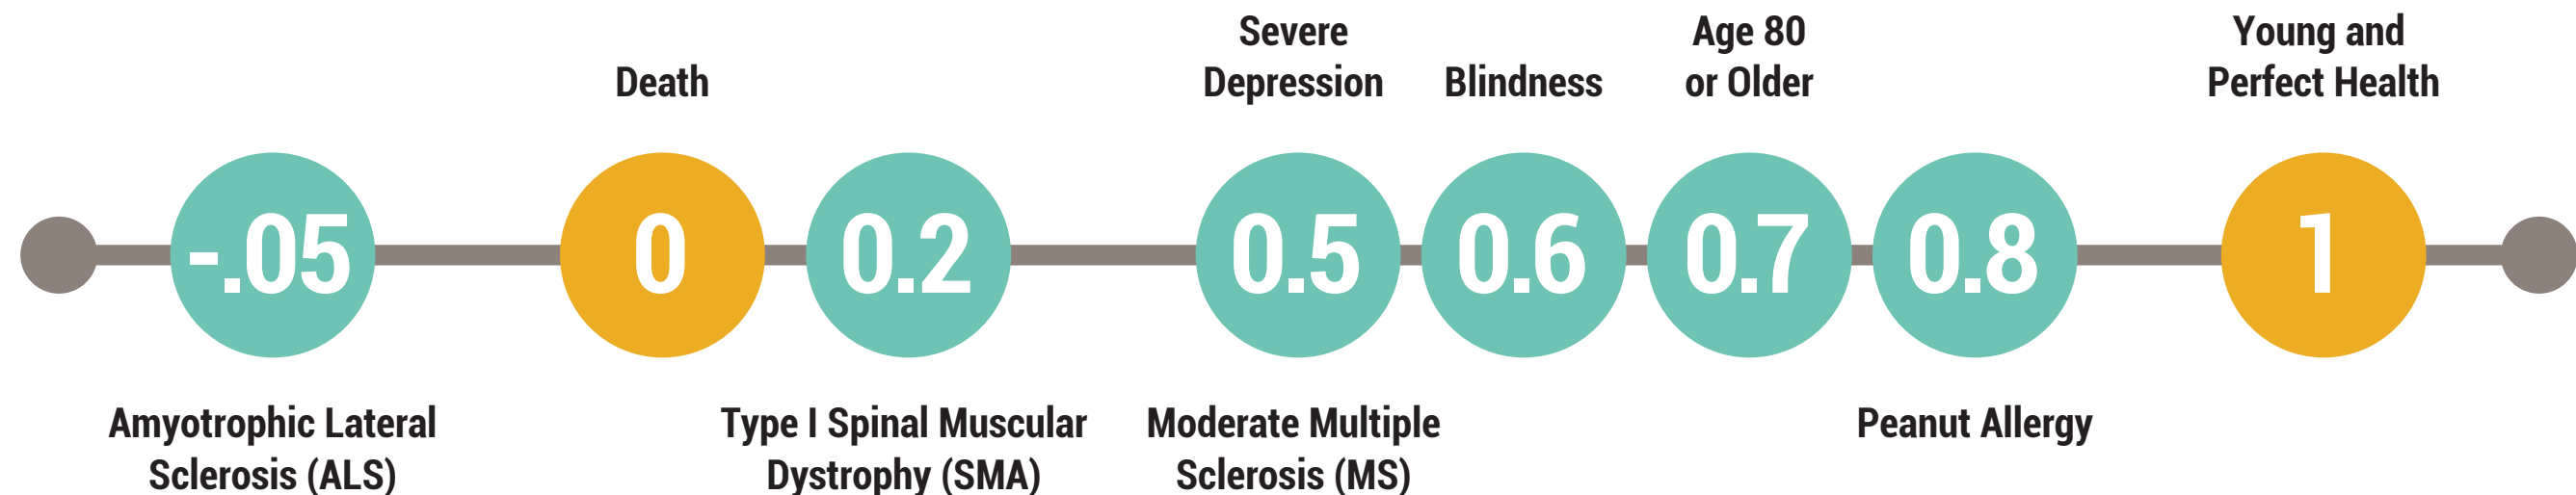 Severe
Depression
Death
Blindness
Age 80
or Older
Young and
Perfect Health
-.05
0
0.2
0.5
0.6
0.7
0.8
1
Amyotrophic Lateral
Sclerosis (ALS)
Type I Spinal Muscular
Dystrophy (SMA)
Moderate Multiple
Sclerosis (MS)
Peanut Allergy